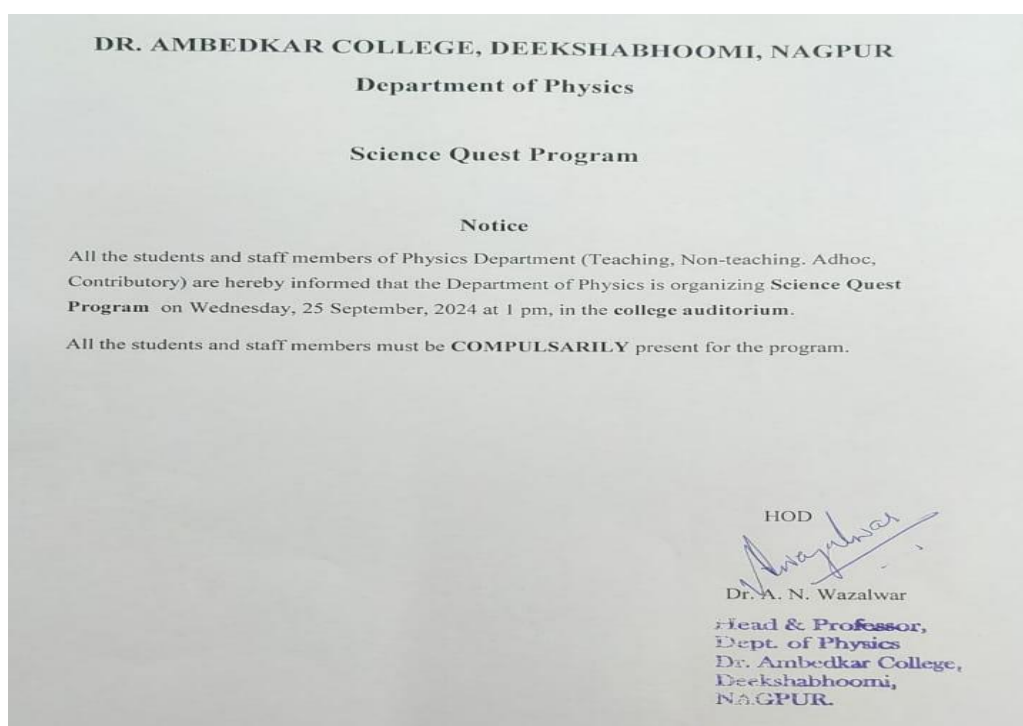 DR. AMBEDKAR COLLEGE, DEEKSHABHOOMI, NAGPUR
Department of Physics
Science Quest Program
Notice
All the students and staff members of Physics Department (Teaching, Non-teaching. Adhoc,
Contributory) are hereby informed that the Department of Physics is organizing Science Quest
Program on Wednesday, 25 September, 2024 at 1 pm, in the college auditorium.
All the students and staff members must be COMPULSARILY present for the program.
HOD
Dr. A. N. Wazalwar
Head & Professor,
Dept. of Physics
Dr. Ambedkar College,
Deekshabhoomi,
NAGPUR.